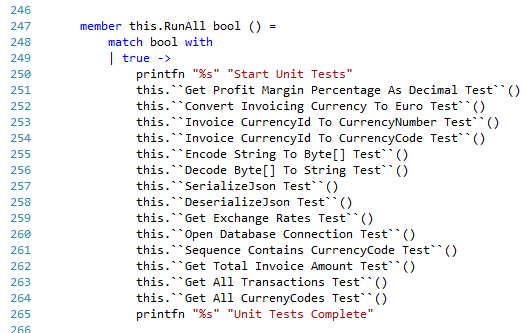 246
247 member this.RunAll bool () =
248 match bool with
249 | true ->
250 printfn "%s" "Start Unit Tests"
251 this.``Get Profit Margin Percentage As Decimal Test``()
252 this.``Convert Invoicing Currency To Euro Test``()
253 this.``Invoice CurrencyId To CurrencyNumber Test``()
254 this.``Invoice CurrencyId To CurrencyCode Test``()
255 this.``Encode String To Byte[] Test``()
256 this.``Decode Byte[] To String Test``()
257 this.``SerializeJson Test``()
258 this.``DeserializeJson Test``()
259 this.``Get Exchange Rates Test``()
260 this.``Open Database Connection Test``()
261 this.``Sequence Contains CurrencyCode Test``()
262 this.``Get Total Invoice Amount Test``()
263 this.``Get All Transactions Test``()
264 this.``Get All CurrenyCodes Test``()
265 printfn "%s" "Unit Tests Complete"
266